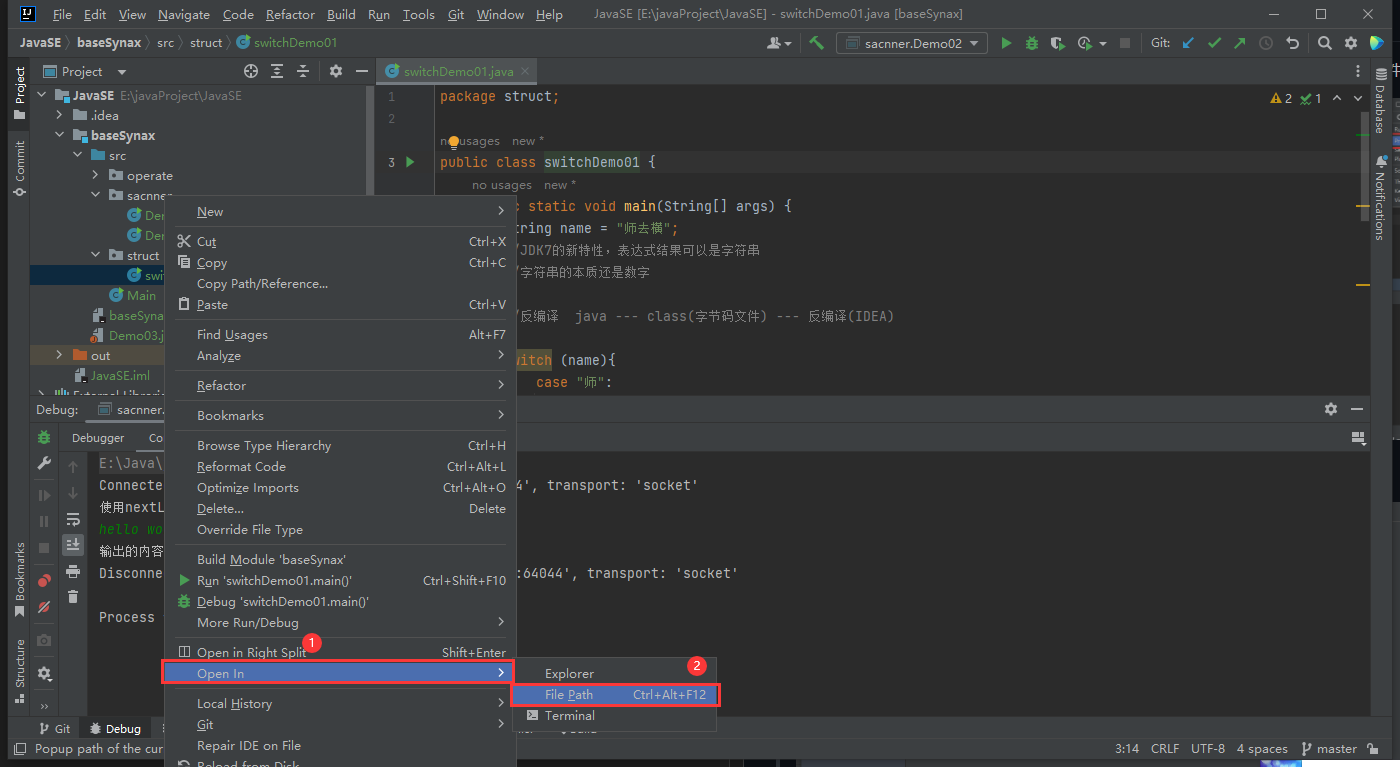 File Edit View Navigate Code Refactor Build Run Tools Git Window Help JavaSE [E:\javaProject\JavaSE] - switchDemo01.java [baseSynax]
JavaSE baseSynax src struct switchDemo01
sacnner.Demo02
Git:
Project
switchDemo01.java
Project
Commit
Bookmarks
Structure
JavaSE E:\javaProject\JavaSE
.idea
baseSynax
src
operate
sacnner
De
De
struct
swi
Main
baseSyna
Demo03.j
out
JavaSE.iml
External Librarie
1 package struct;
2
no usages new *
3 public class switchDemo01 {
no usages new *
static void main(String[] args) {
tring name = "师去横";
/JDK7的新特性，表达式结果可以是字符串
/字符串的本质还是数字
/反编译 java --- class(字节码文件) --- 反编译(IDEA)
witch (name){
case "师":
2 1
Database
Notifications
New
Cut Ctrl+X
Copy Ctrl+C
Copy Path/Reference...
Paste Ctrl+V
Find Usages Alt+F7
Analyze
Refactor
Bookmarks
Browse Type Hierarchy Ctrl+H
Reformat Code Ctrl+Alt+L
Optimize Imports Ctrl+Alt+O
Delete... Delete
Override File Type
Build Module 'baseSynax'
Run 'switchDemo01.main()' Ctrl+Shift+F10
Debug 'switchDemo01.main()'
More Run/Debug
1
Open in Right Split Shift+Enter
Open In
Local History
Git
Repair IDE on File
Reload from Disk
2
Explorer
File Path Ctrl+Alt+F12
Terminal
Debug: sacnner.
Debugger Co
E:\Java\
Connecte
4', transport: 'socket'
使用nextL
hello wo
输出的内容
Disconne
:64044', transport: 'socket'
Process
Git Debug
Build
Popup path of the cur
3:14 CRLF UTF-8 4 spaces master